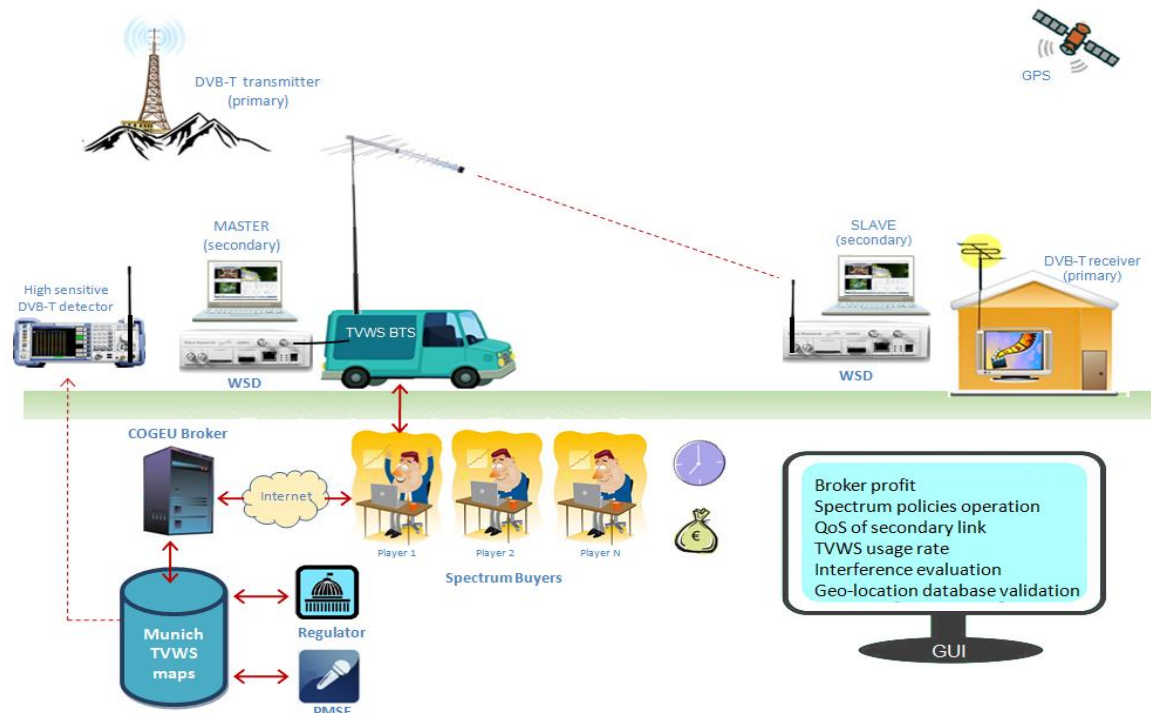 DVB-T transmitter
(primary)
GPS
MASTER
(secondary)
SLAVE
(secondary)
DVB-T receiver
(primary)
High sensitive
DVB-T detector
TVWS BTS
WSD
WSD
COGEU Broker
Internet
Player 1
Player 2
Player N
Spectrum Buyers
€
Munich
TVWS
maps
Regulator
PMSE
Broker profit
Spectrum policies operation
QoS of secondary link
TVWS usage rate
Interference evaluation
Geo-location database validation
GUI